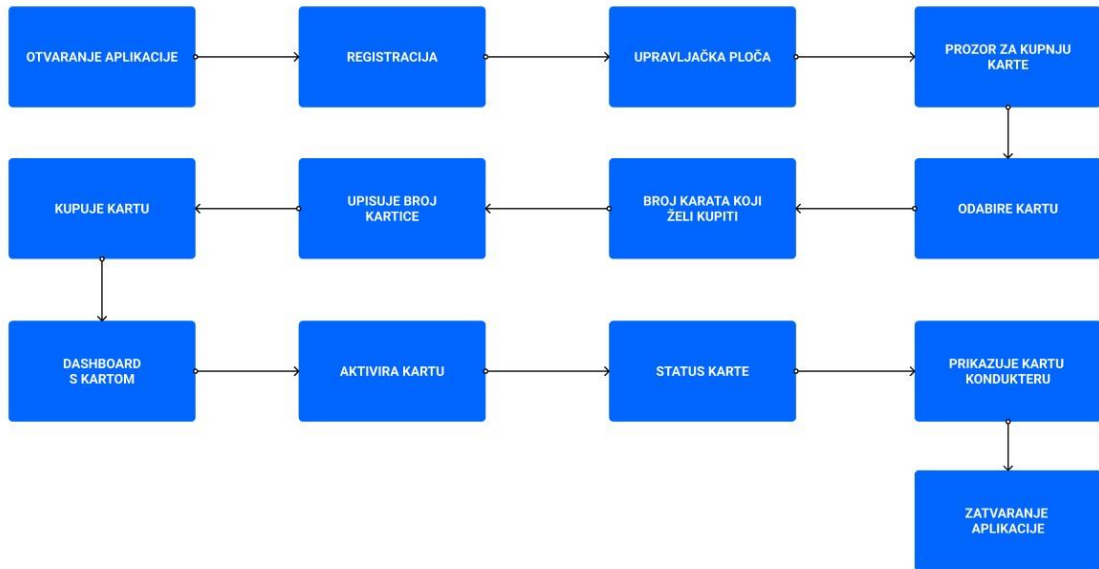 OTVARANJE APLIKACIJE
REGISTRACIJA
UPRAVLJAČKA PLOČA
PROZOR ZA KUPNJU
KARTE
KUPUJE KARTU
UPISUJE BROJ
KARTICE
BROJ KARATA KOJI
ŽELI KUPITI
ODABIRE KARTU
DASHBOARD
S KARTOM
AKTIVIRA KARTU
STATUS KARTE
PRIKAZUJE KARTU
KONDUKTERU
ZATVARANJE
APLIKACIJE